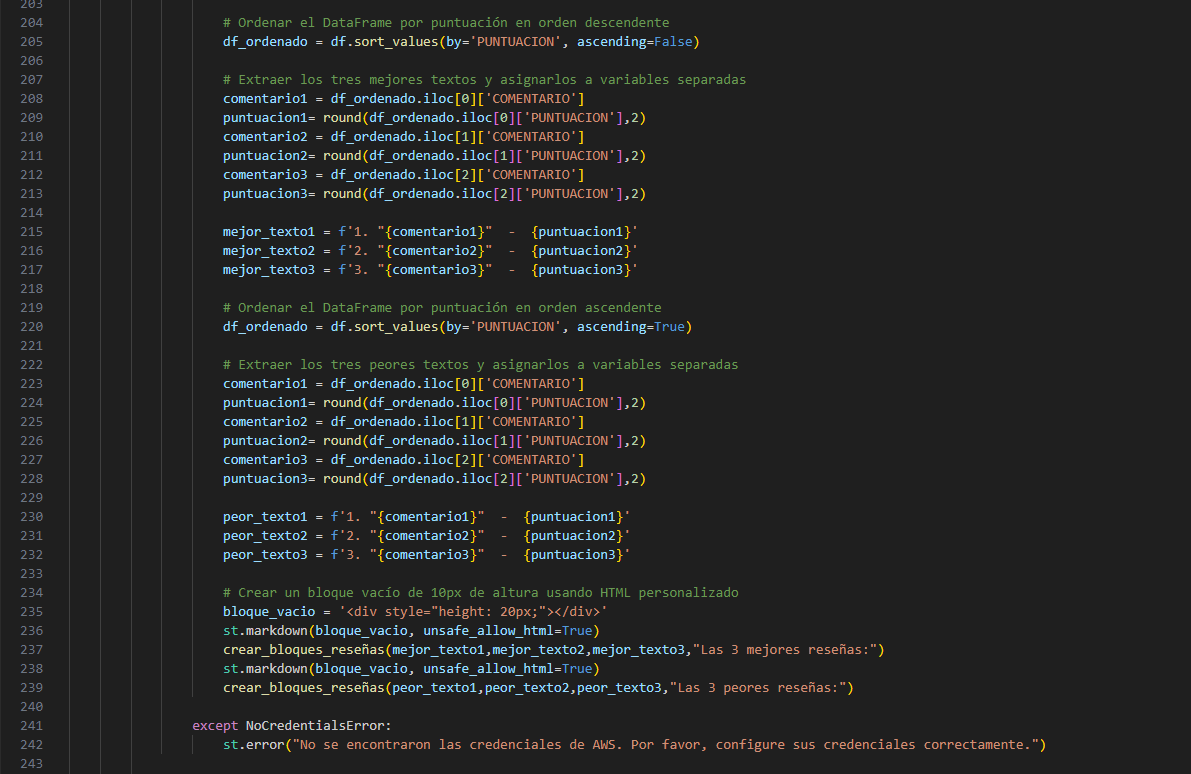 203
204 # Ordenar el DataFrame por puntuación en orden descendente
205 df_ordenado = df.sort_values(by='PUNTUACION', ascending=False)
206
207 # Extraer los tres mejores textos y asignarlos a variables separadas
208 comentario1 = df_ordenado.iloc[0]['COMENTARIO']
209 puntuacion1= round(df_ordenado.iloc[0]['PUNTUACION'],2)
210 comentario2 = df_ordenado.iloc[1]['COMENTARIO']
211 puntuacion2= round(df_ordenado.iloc[1]['PUNTUACION'],2)
212 comentario3 = df_ordenado.iloc[2]['COMENTARIO']
213 puntuacion3= round(df_ordenado.iloc[2]['PUNTUACION'],2)
214
215 mejor_texto1 = f'1. "{comentario1}"  -  {puntuacion1}'
216 mejor_texto2 = f'2. "{comentario2}"  -  {puntuacion2}'
217 mejor_texto3 = f'3. "{comentario3}"  -  {puntuacion3}'
218
219 # Ordenar el DataFrame por puntuación en orden ascendente
220 df_ordenado = df.sort_values(by='PUNTUACION', ascending=True)
221
222 # Extraer los tres peores textos y asignarlos a variables separadas
223 comentario1 = df_ordenado.iloc[0]['COMENTARIO']
224 puntuacion1= round(df_ordenado.iloc[0]['PUNTUACION'],2)
225 comentario2 = df_ordenado.iloc[1]['COMENTARIO']
226 puntuacion2= round(df_ordenado.iloc[1]['PUNTUACION'],2)
227 comentario3 = df_ordenado.iloc[2]['COMENTARIO']
228 puntuacion3= round(df_ordenado.iloc[2]['PUNTUACION'],2)
229
230 peor_texto1 = f'1. "{comentario1}"  -  {puntuacion1}'
231 peor_texto2 = f'2. "{comentario2}"  -  {puntuacion2}'
232 peor_texto3 = f'3. "{comentario3}"  -  {puntuacion3}'
233
234 # Crear un bloque vacío de 10px de altura usando HTML personalizado
235 bloque_vacio = '<div style="height: 20px;"></div>'
236 st.markdown(bloque_vacio, unsafe_allow_html=True)
237 crear_bloques_reseñas(mejor_texto1,mejor_texto2,mejor_texto3,"Las 3 mejores reseñas:")
238 st.markdown(bloque_vacio, unsafe_allow_html=True)
239 crear_bloques_reseñas(peor_texto1,peor_texto2,peor_texto3,"Las 3 peores reseñas:")
240
241 except NoCredentialsError:
242 st.error("No se encontraron las credenciales de AWS. Por favor, configure sus credenciales correctamente.")
243